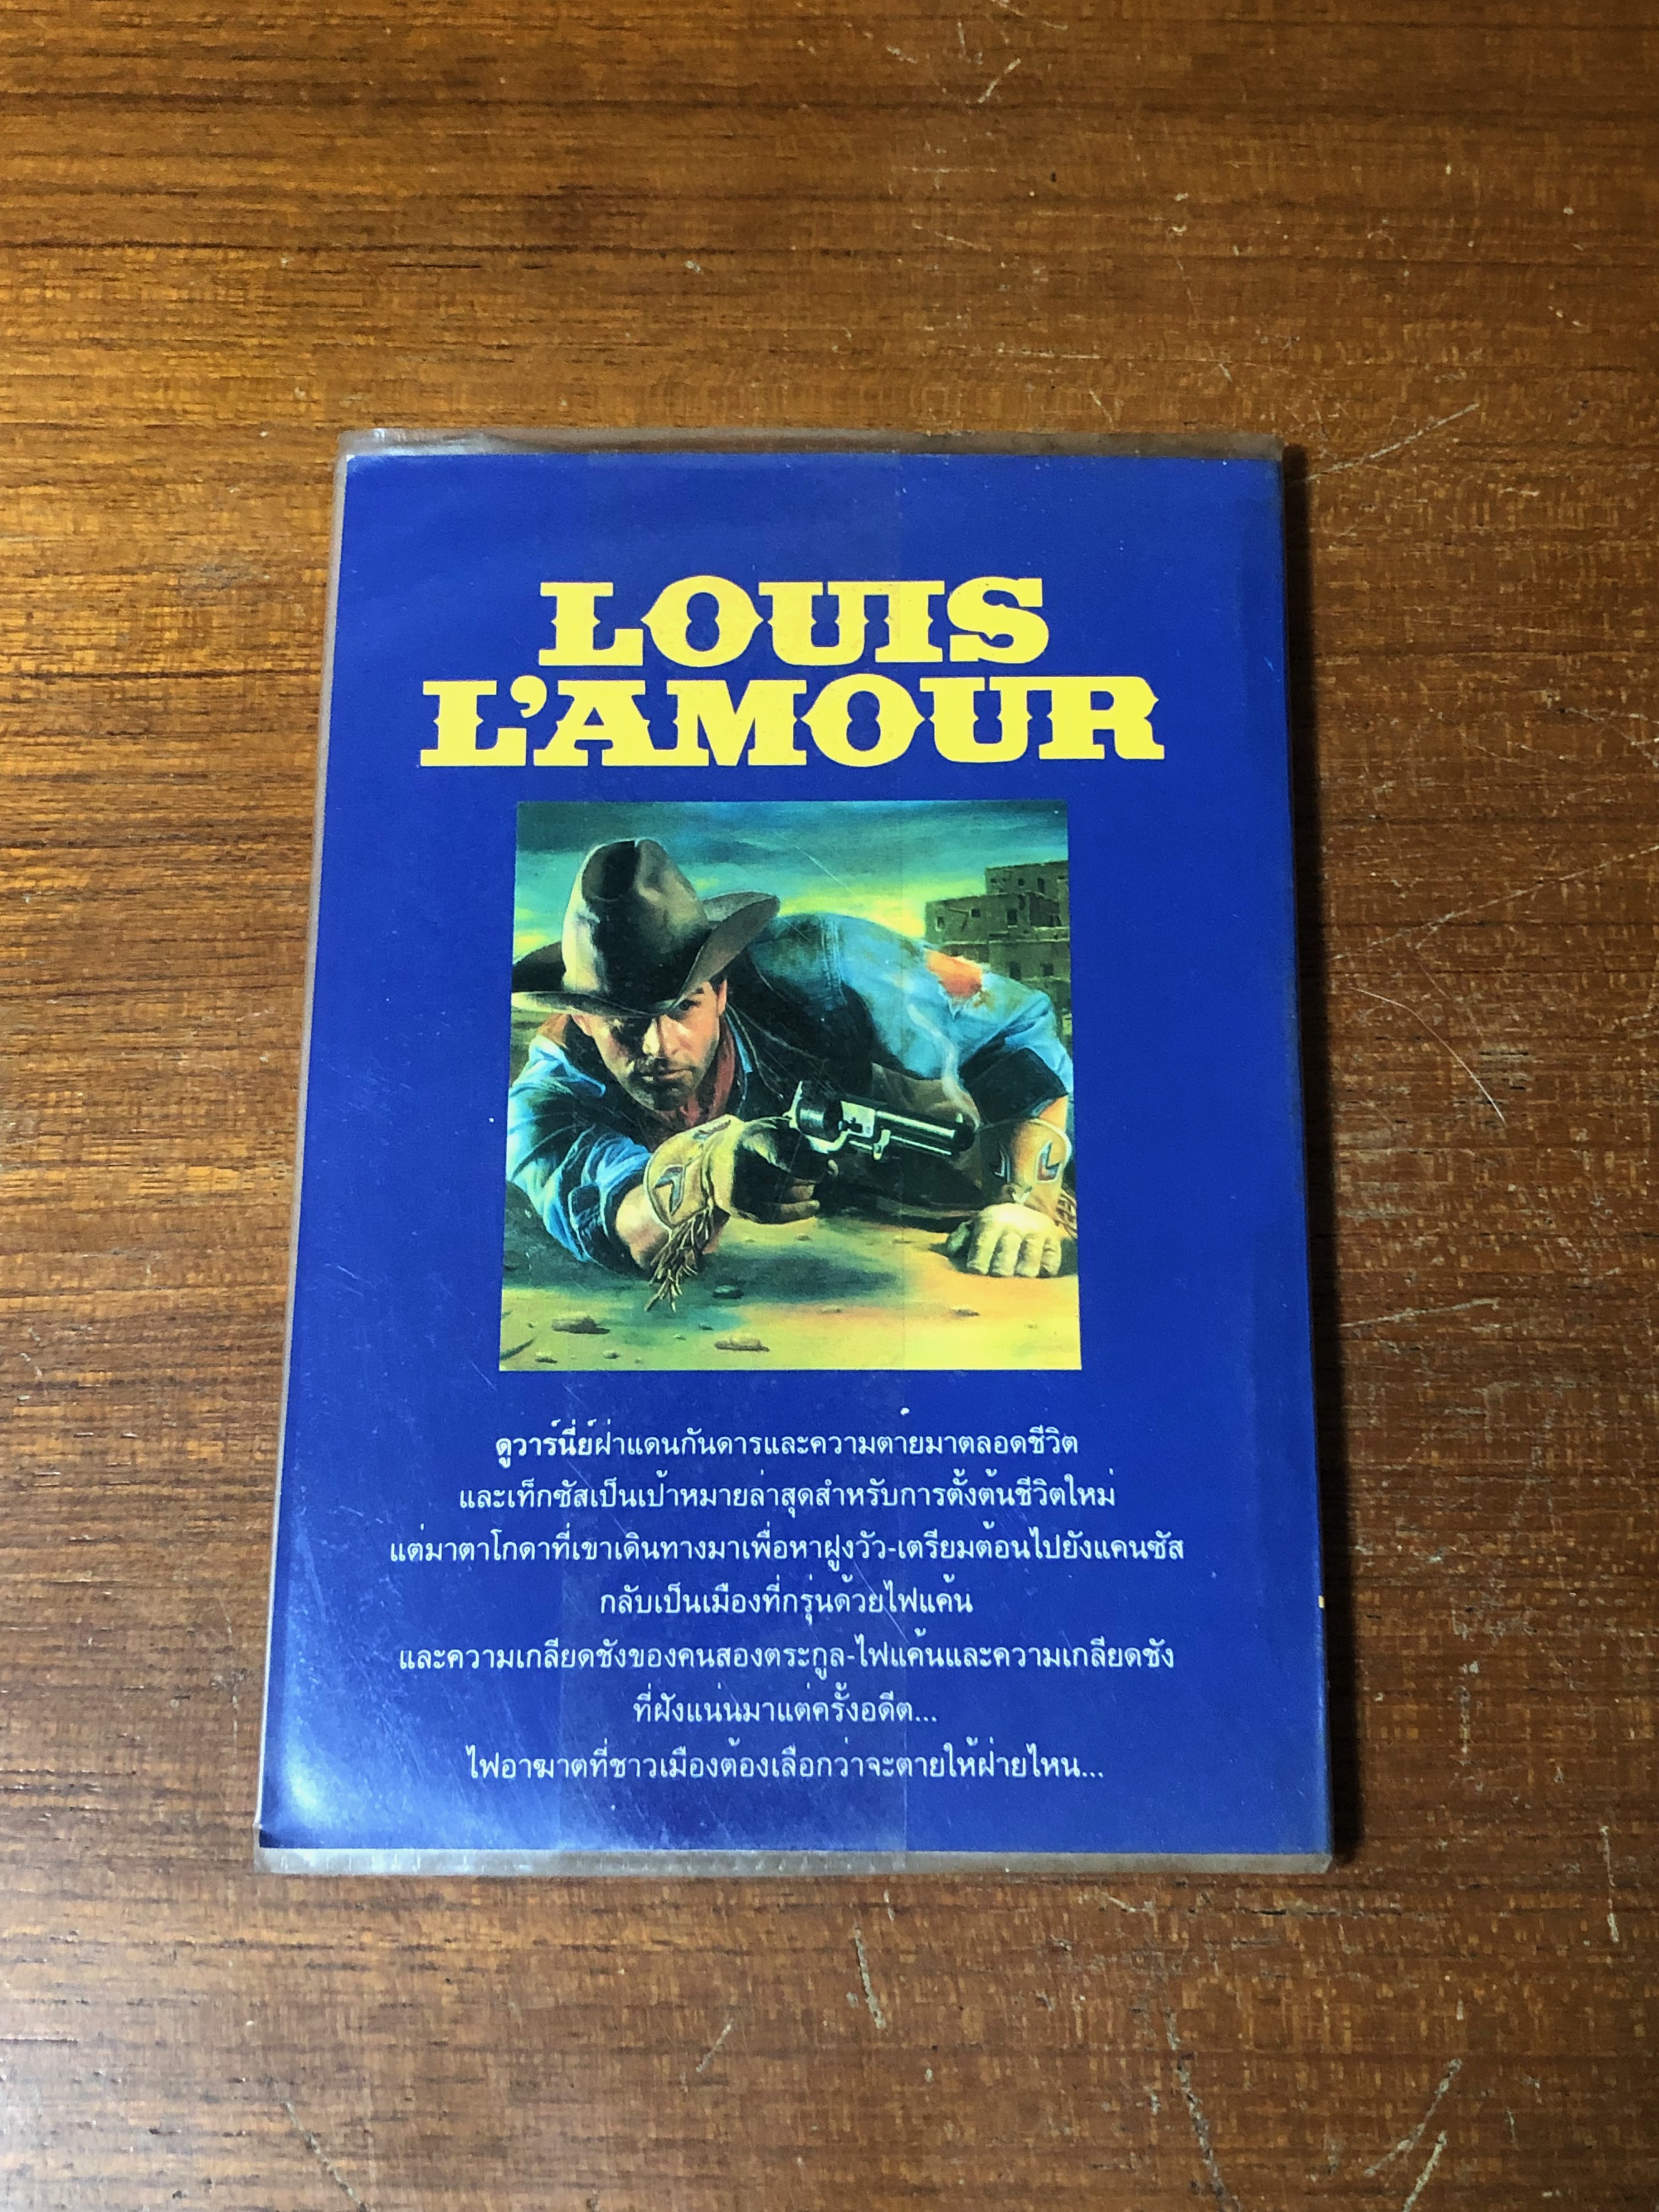 LOUIS
L'AMOUR
ดูวาร์นี่ย์ฝ่าแดนกันดารและความตายมาตลอดชีวิต
และเท็กซัสเป็นเป้าหมายล่าสุดสำหรับการตั้งต้นชีวิตใหม่
แต่มาตาโกดาที่เขาเดินทางมาเพื่อหาฝูงวัว-เตรียมต้อนไปยังแคนซัส
กลับเป็นเมืองที่กรุ่นด้วยไฟแค้น
และความเกลียดชังของคนสองตระกูล-ไฟแค้นและความเกลียดชัง
ที่ฝังแน่นมาแต่ครั้งอดีต...
ไฟอาฆาตที่ชาวเมืองต้องเลือกว่าจะตายให้ฝ่ายไหน...